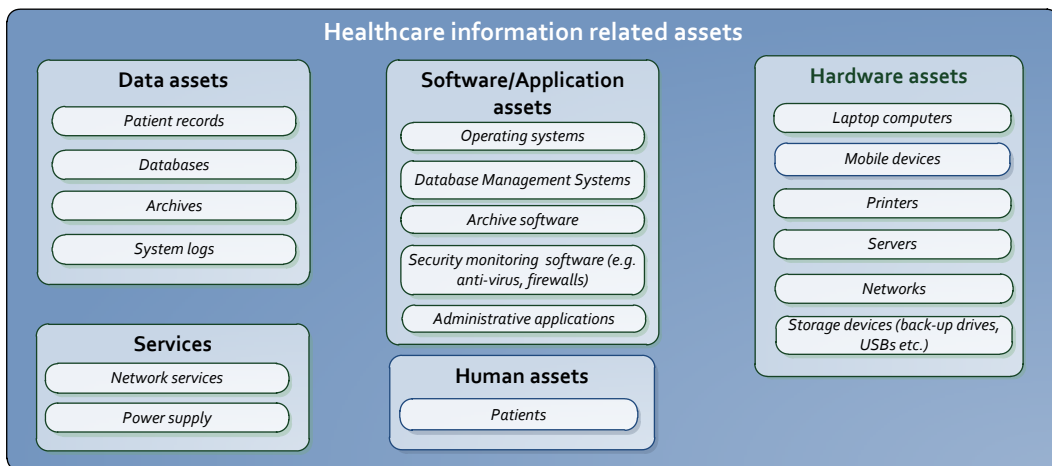 Healthcare information related assets
Data assets
Patient records
Databases
Archives
System logs
Services
Network services
Power supply
Software/Application
assets
Operating systems
Database Management Systems
Archive software
Security monitoring software (e.g.
anti-virus, firewalls)
Administrative applications
Human assets
Patients
Hardware assets
Laptop computers
Mobile devices
Printers
Servers
Networks
Storage devices (back-up drives,
USBs etc.)